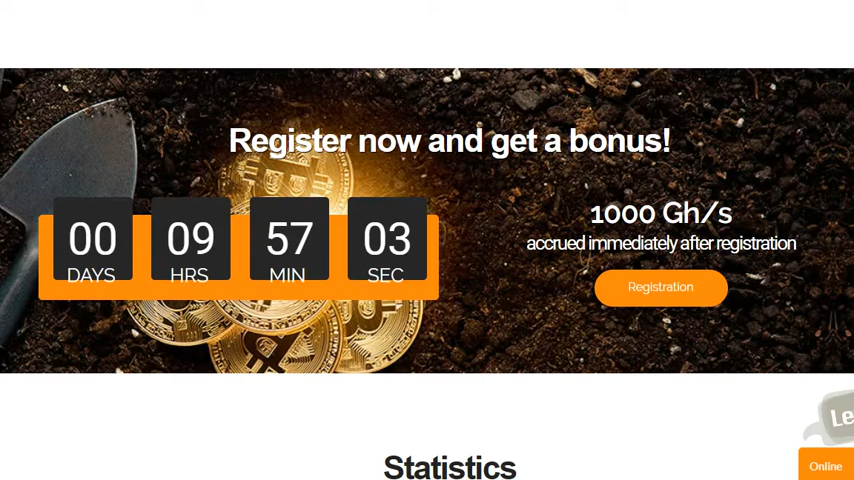 Register now and get a bonus!
00 09 57 03
DAYS HRS MIN SEC
1000 Gh/s
accrued immediately after registration
Registration
Statistics
Online